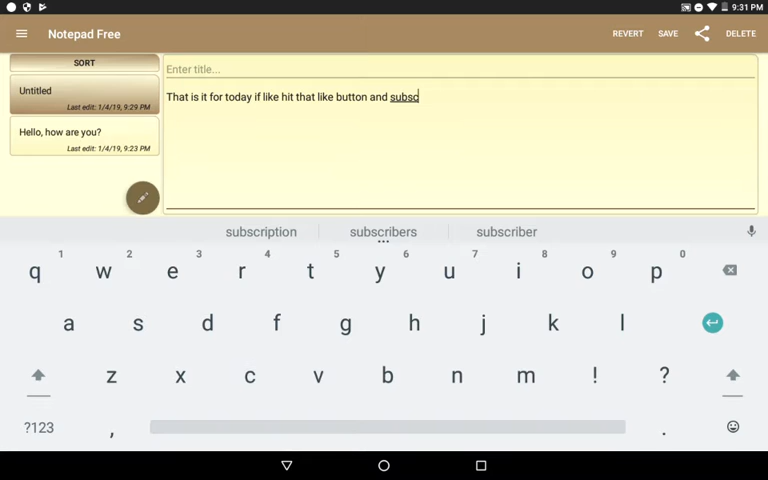 9:31 PM
Notepad Free
REVERT
SAVE
DELETE
SORT
Untitled
Last edit: 1/4/19, 9:29 PM
Hello, how are you?
Last edit: 1/4/19, 9:23 PM
Enter title...
That is it for today if like hit that like button and subsc
subscription subscribers subscriber
1 2 3 4 5 6 7 8 9 0
q w e r t y u i o p
a s d f g h j k l
z x c v b n m ! ?
?123 , .